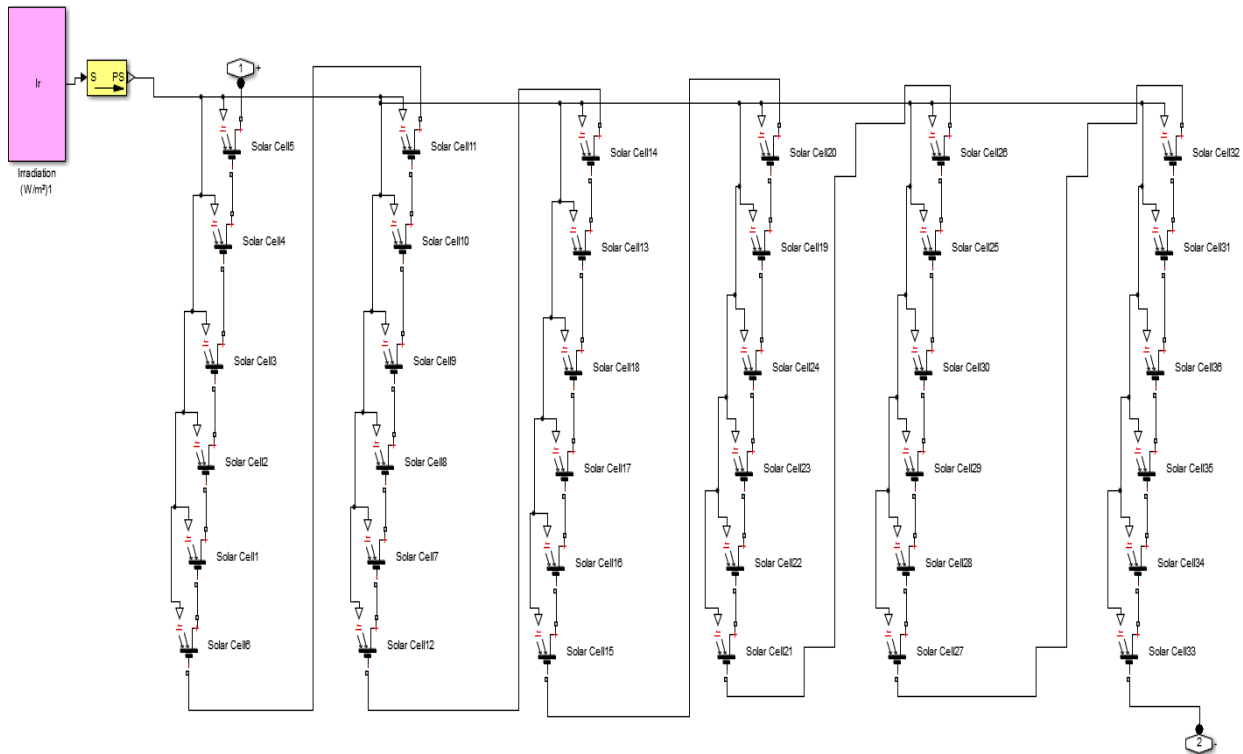 Ir
Irradiation
(W/m²)1
S PS
1 +
Solar Cell5
Solar Cell4
Solar Cell3
Solar Cell2
Solar Cell1
Solar Cell6
Solar Cell11
Solar Cell10
Solar Cell9
Solar Cell8
Solar Cell7
Solar Cell12
Solar Cell14
Solar Cell13
Solar Cell18
Solar Cell17
Solar Cell16
Solar Cell15
Solar Cell20
Solar Cell19
Solar Cell24
Solar Cell23
Solar Cell22
Solar Cell21
Solar Cell26
Solar Cell25
Solar Cell30
Solar Cell29
Solar Cell28
Solar Cell27
Solar Cell32
Solar Cell31
Solar Cell36
Solar Cell35
Solar Cell34
Solar Cell33
2 -